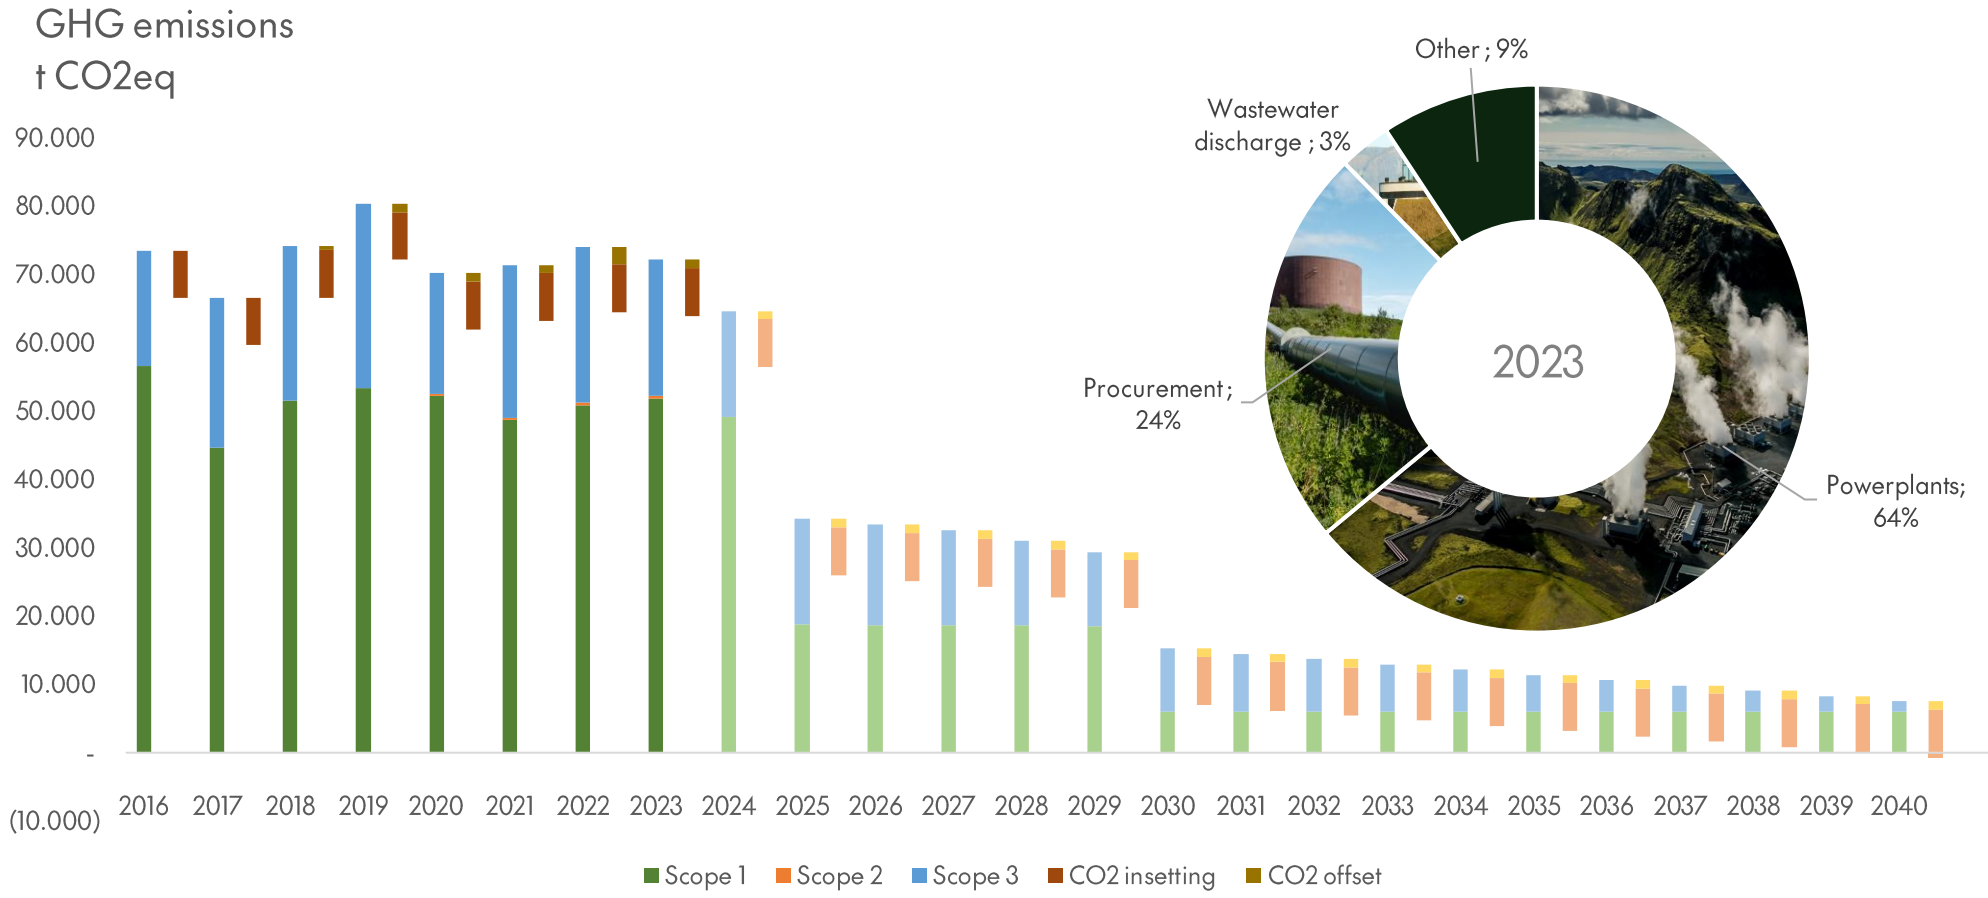 GHG emissions
t CO2eq
90.000
80.000
70.000
60.000
50.000
40.000
30.000
20.000
10.000
-
(10.000)
2016 2017 2018 2019 2020 2021 2022 2023 2024 2025 2026 2027 2028 2029 2030 2031 2032 2033 2034 2035 2036 2037 2038 2039 2040
Scope 1 Scope 2 Scope 3 CO2 insetting CO2 offset
Other ; 9%
Wastewater
discharge ; 3%
Procurement;
24%
2023
Powerplants;
64%